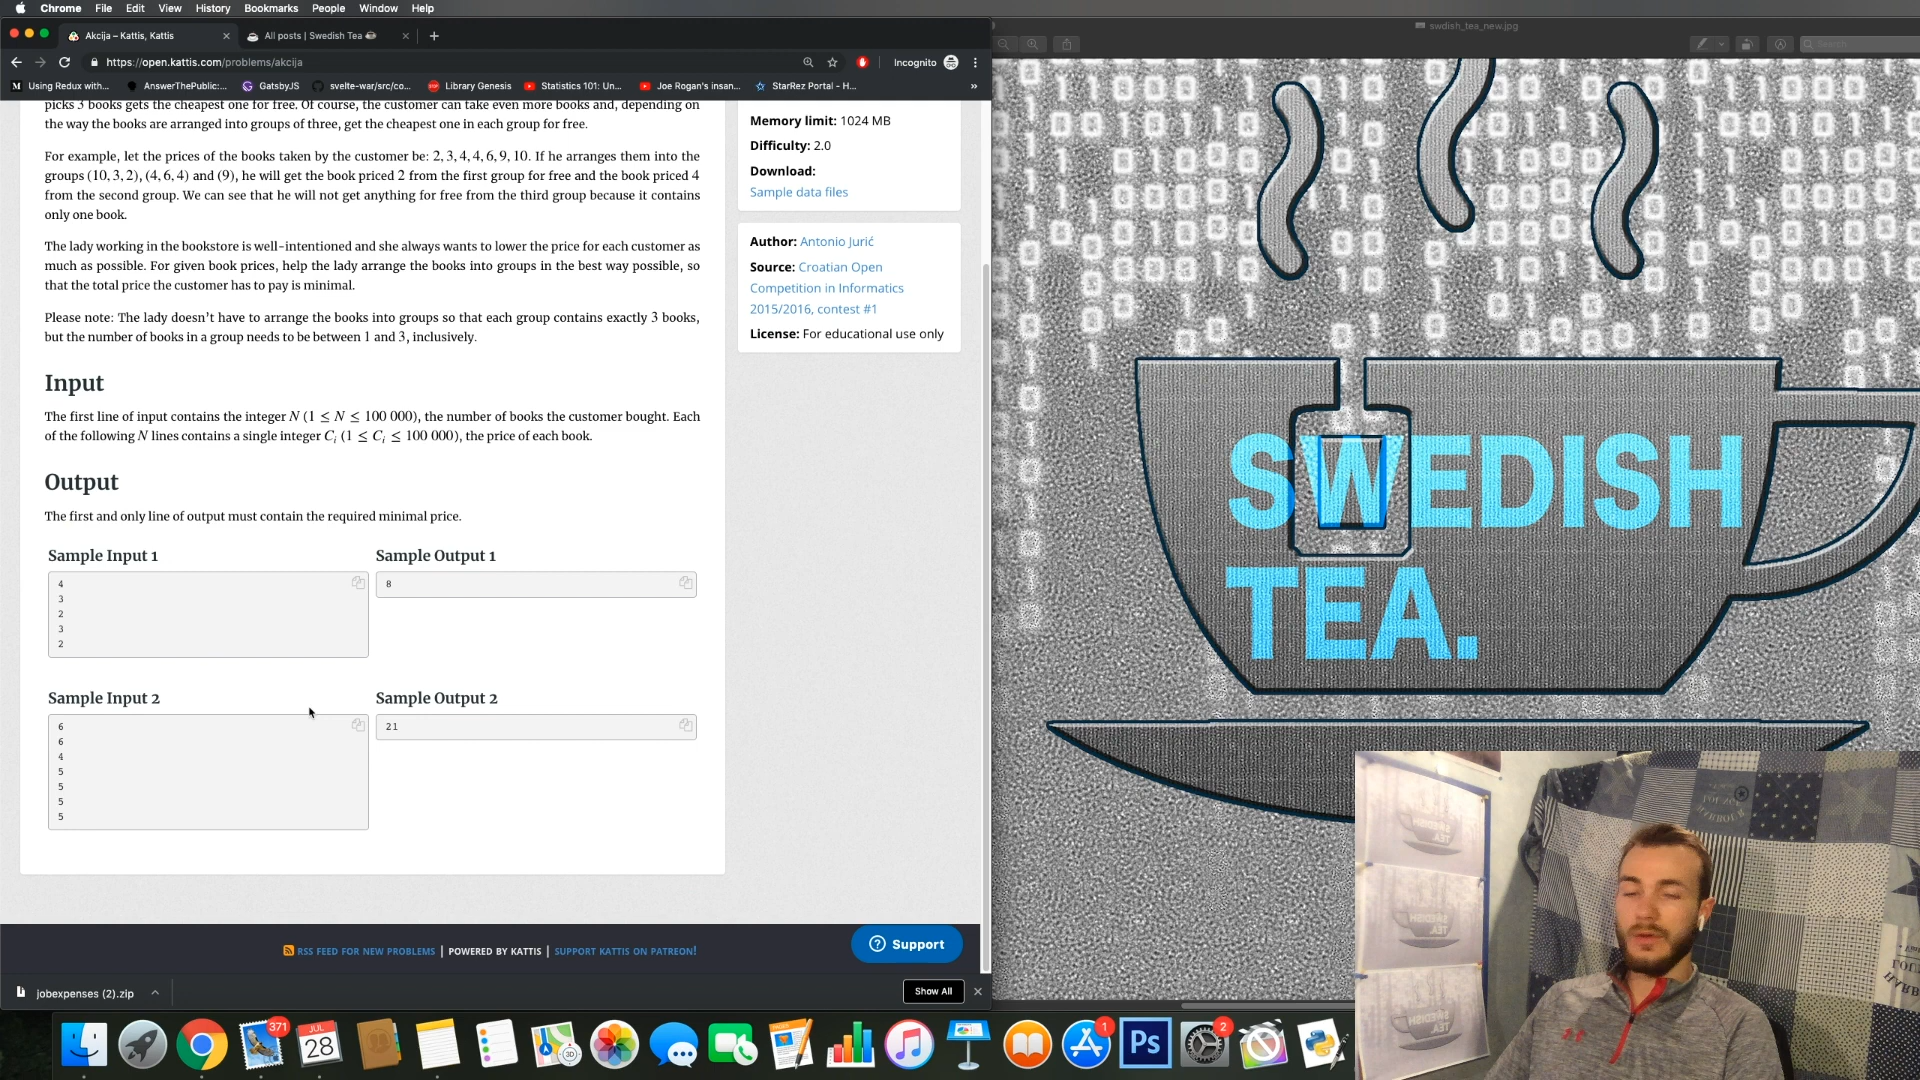 Chrome File Edit View History Bookmarks People Window Help
swdish_tea_new.jpg
Akcija – Kattis, Kattis
All posts | Swedish Tea
https://open.kattis.com/problems/akcija
Incognito
Search
Using Redux with...
AnswerThePublic:...
GatsbyJS
svelte-war/src/co...
Library Genesis
Statistics 101: Un...
Joe Rogan's insan...
StarRez Portal - H...
»
picks 3 books gets the cheapest one for free. Of course, the customer can take even more books and, depending on
the way the books are arranged into groups of three, get the cheapest one in each group for free.
For example, let the prices of the books taken by the customer be: 2, 3, 4, 4, 6, 9, 10. If he arranges them into the
groups (10, 3, 2), (4, 6, 4) and (9), he will get the book priced 2 from the first group for free and the book priced 4
from the second group. We can see that he will not get anything for free from the third group because it contains
only one book.
The lady working in the bookstore is well-intentioned and she always wants to lower the price for each customer as
much as possible. For given book prices, help the lady arrange the books into groups in the best way possible, so
that the total price the customer has to pay is minimal.
Please note: The lady doesn't have to arrange the books into groups so that each group contains exactly 3 books,
but the number of books in a group needs to be between 1 and 3, inclusively.
Input
The first line of input contains the integer N (1 ≤ N ≤ 100 000), the number of books the customer bought. Each
of the following N lines contains a single integer Ci (1 ≤ Ci ≤ 100 000), the price of each book.
Output
The first and only line of output must contain the required minimal price.
Sample Input 1
Sample Output 1
4
3
2
3
2
8
Sample Input 2
Sample Output 2
6
6
4
5
5
5
5
21
Memory limit: 1024 MB
Difficulty: 2.0
Download:
Sample data files
Author: Antonio Jurić
Source: Croatian Open
Competition in Informatics
2015/2016, contest #1
License: For educational use only
RSS FEED FOR NEW PROBLEMS | POWERED BY KATTIS | SUPPORT KATTIS ON PATREON!
Support
jobexpenses (2).zip
Show All
SWEDISH
TEA.
371
JUL
28
3D
1
Ps
2